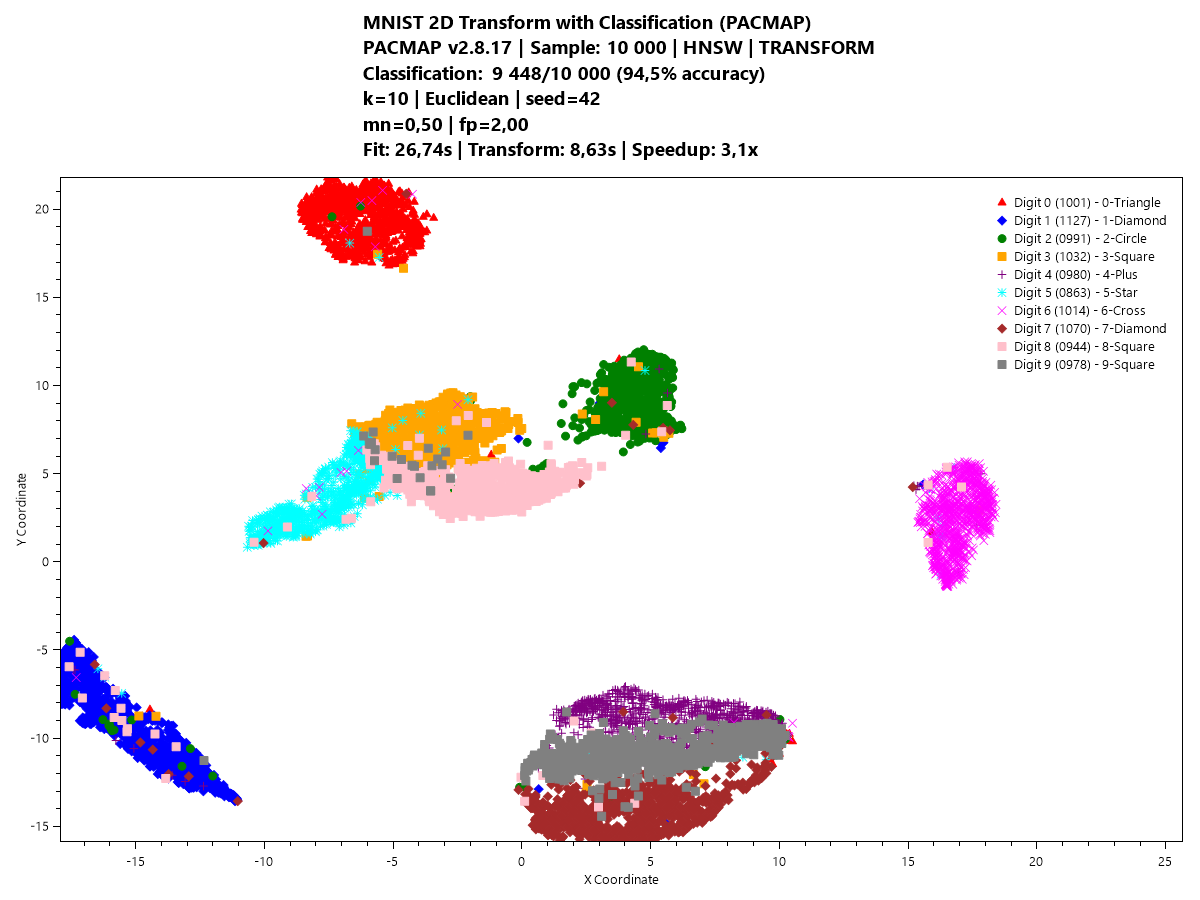 MNIST 2D Transform with Classification (PACMAP)
PACMAP v2.8.17 | Sample: 10 000 | HNSW | TRANSFORM
Classification:  9 448/10 000 (94,5% accuracy)
k=10 | Euclidean | seed=42
mn=0,50 | fp=2,00
Fit: 26,74s | Transform: 8,63s | Speedup: 3,1x
Digit 0 (1001) - 0-Triangle
Digit 1 (1127) - 1-Diamond
Digit 2 (0991) - 2-Circle
Digit 3 (1032) - 3-Square
Digit 4 (0980) - 4-Plus
Digit 5 (0863) - 5-Star
Digit 6 (1014) - 6-Cross
Digit 7 (1070) - 7-Diamond
Digit 8 (0944) - 8-Square
Digit 9 (0978) - 9-Square
Y Coordinate
20
15
10
5
0
-5
-10
-15
-15 -10 -5 0 5 10 15 20 25
X Coordinate